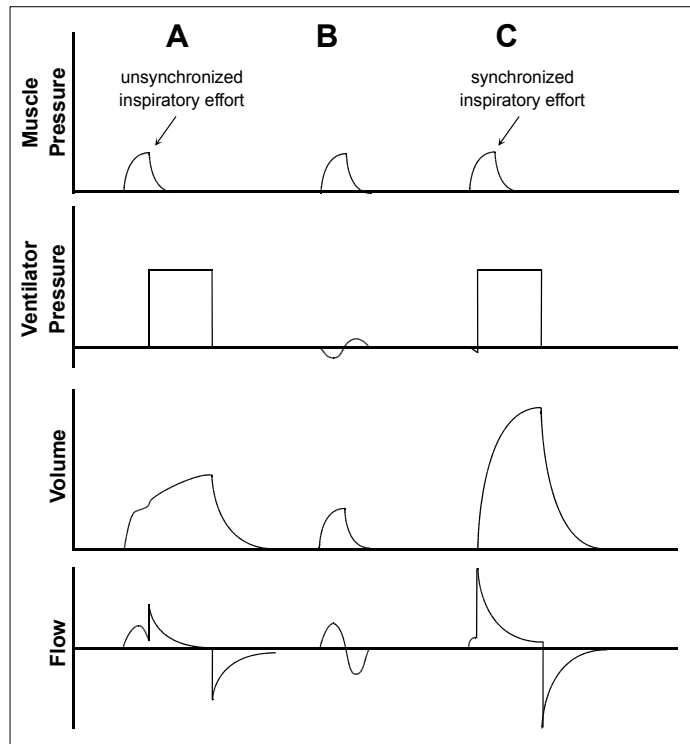 A B C
unsynchronized
inspiratory effort
synchronized
inspiratory effort
Muscle
Pressure
Ventilator
Pressure
Volume
Flow